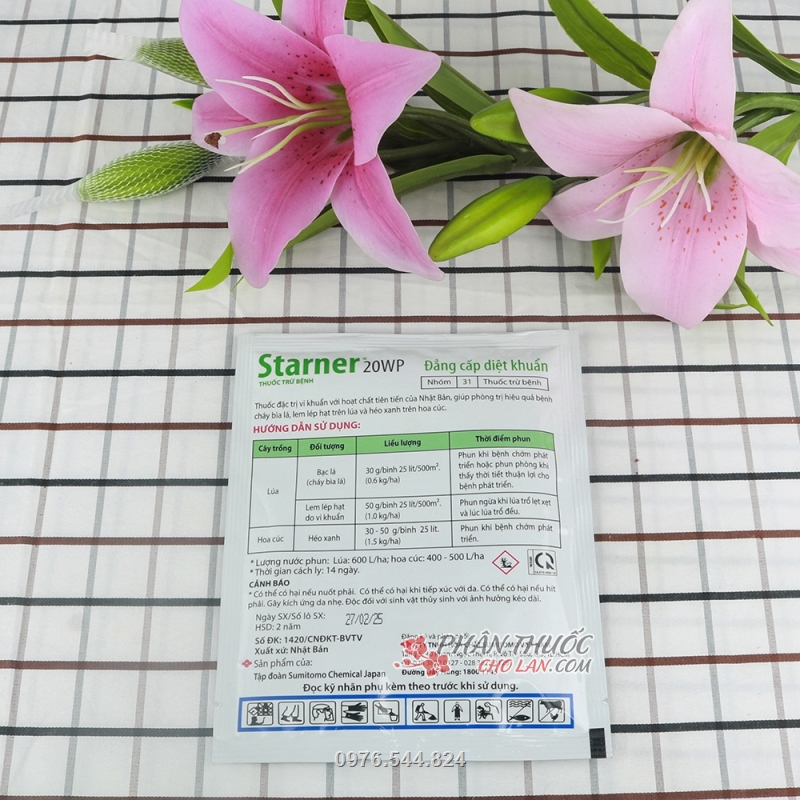 Starner™ 20WP
THUỐC TRỪ BỆNH
Đẳng cấp diệt khuẩn
Nhóm 31 Thuốc trừ bệnh
Thuốc đặc trị vi khuẩn với hoạt chất tiên tiến của Nhật Bản, giúp phòng trị hiệu quả bệnh
cháy bìa lá, lem lép hạt trên lúa và héo xanh trên hoa cúc.
HƯỚNG DẪN SỬ DỤNG:
Cây trồng Đối tượng Liều lượng Thời điểm phun
Lúa
Bạc lá
(cháy bìa lá)
30 g/bình 25 lít/500m².
(0.6 kg/ha)
Phun khi bệnh chớm phát
triển hoặc phun phòng khi
thấy thời tiết thuận lợi cho
bệnh phát triển.
Lem lép hạt
do vi khuẩn
50 g/bình 25 lít/500m².
(1.0 kg/ha)
Phun ngừa khi lúa trổ lẹt xẹt
và lúc lúa trổ đều.
Hoa cúc
Héo xanh
30 - 50 g/bình 25 lít.
(1.5 kg/ha)
Phun khi bệnh chớm phát
triển.
* Lượng nước phun: Lúa: 600 L/ha; hoa cúc: 400 - 500 L/ha
* Thời gian cách ly: 14 ngày.
CẢNH BÁO
* Có thể có hại nếu nuốt phải. Có thể có hại khi tiếp xúc với da. Có thể có hại nếu hít
phải. Gây kích ứng da nhẹ. Độc đối với sinh vật thủy sinh với ảnh hưởng kéo dài.
Ngày SX/Số lô SX: 27/02/25
HSD: 2 năm
Số ĐK: 1420/CNĐKT-BVTV
Xuất xứ: Nhật Bản
Sản phẩm của:
Tập đoàn Sumitomo Chemical Japan
PHÂN THUỐC
CHO LAN.COM
Đọc kỹ nhãn phụ kèm theo trước khi sử dụng.
0976.544.824